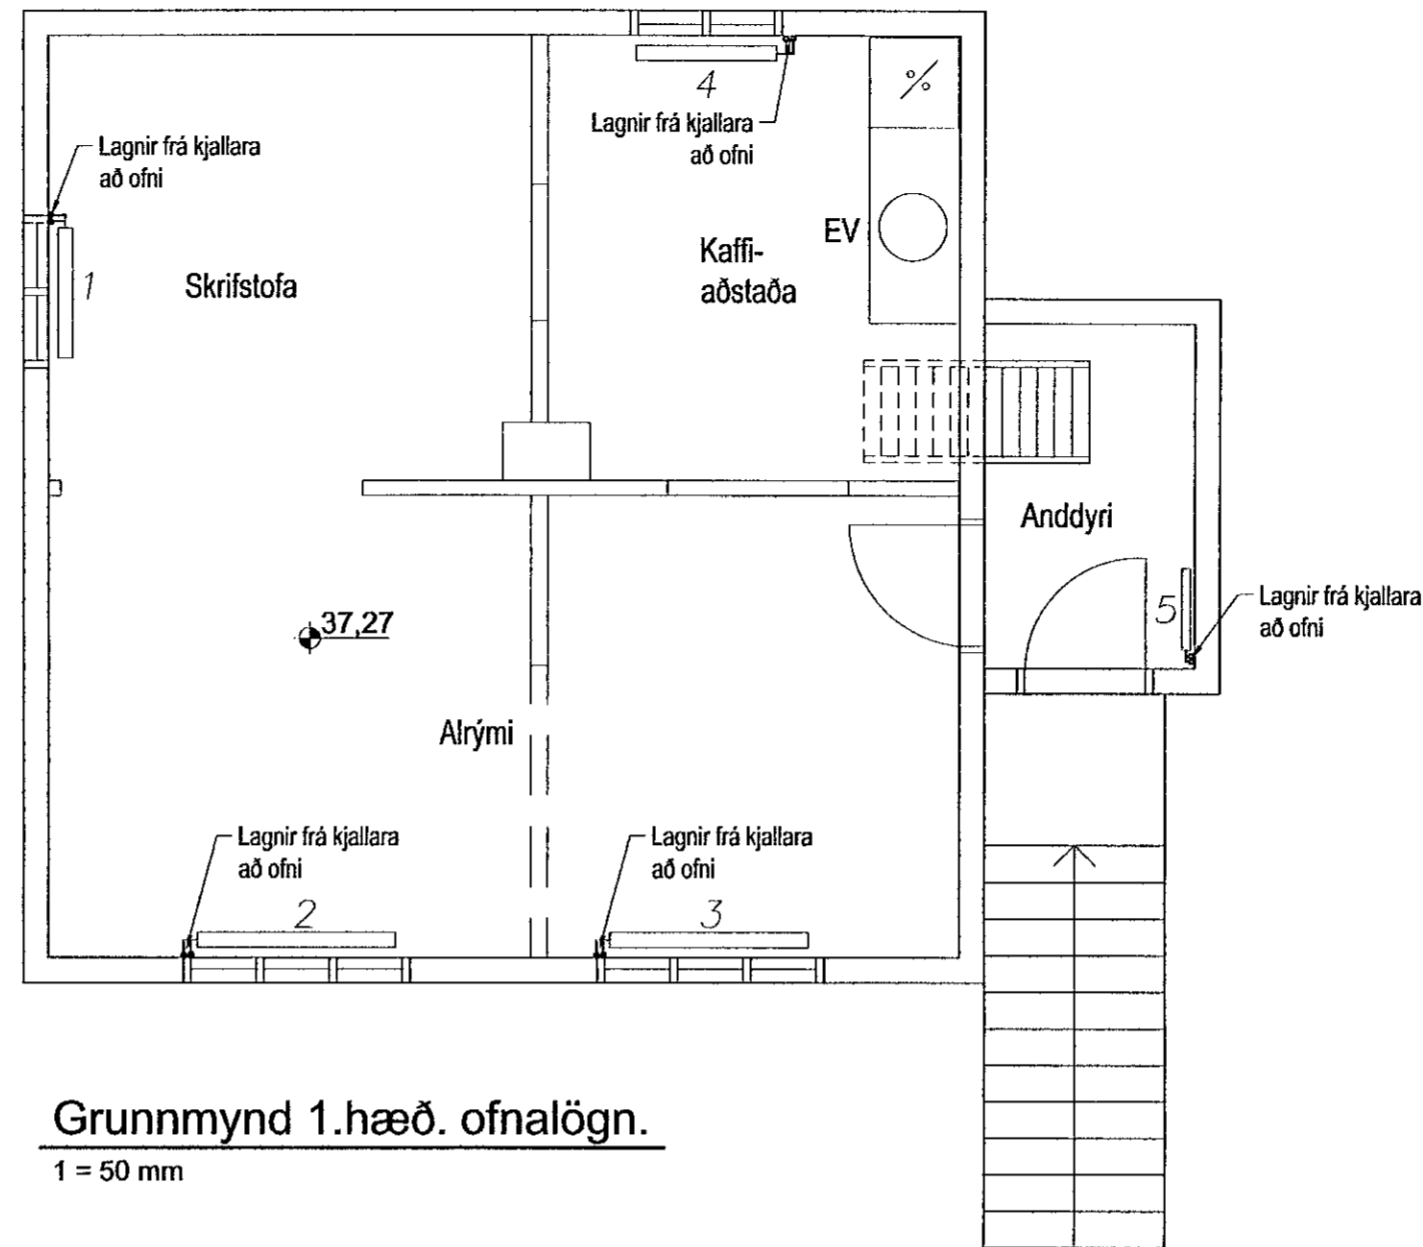 4
Lagnir frá kjallara
að ofni
Lagnir frá kjallara
að ofni
1
Skrifstofa
Kaffi-
aðstaða
EV
Anddyri
5
Lagnir frá kjallara
að ofni
37,27
Alrými
Lagnir frá kjallara
að ofni
2
Lagnir frá kjallara
að ofni
3
Grunnmynd 1.hæð. ofnalögn.
1 = 50 mm